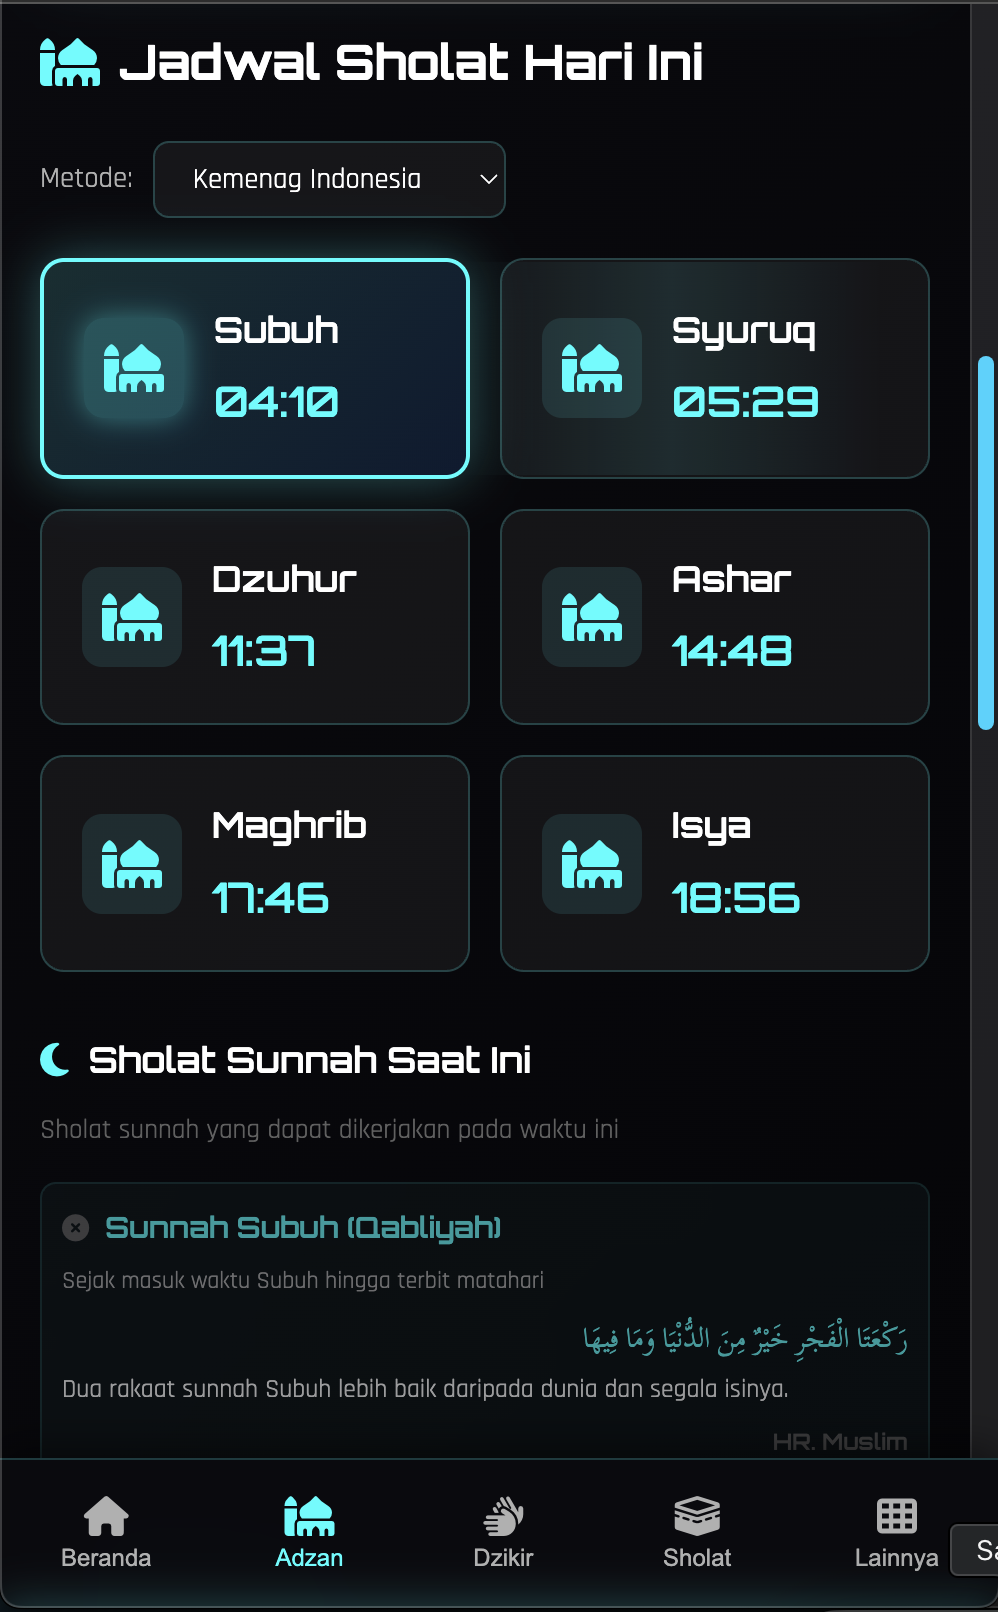 Jadwal Sholat Hari Ini
Metode:
Kemenag Indonesia
Subuh
04:10
Syuruq
05:29
Dzuhur
11:37
Ashar
14:48
Maghrib
17:46
Isya
18:56
Sholat Sunnah Saat Ini
Sholat sunnah yang dapat dikerjakan pada waktu ini
Sunnah Subuh (Qabliyah)
Sejak masuk waktu Subuh hingga terbit matahari
رَكْعَتَا الْفَجْرِ خَيْرٌ مِنَ الدُّنْيَا وَمَا فِيهَا
Dua rakaat sunnah Subuh lebih baik daripada dunia dan segala isinya.
HR. Muslim
Beranda
Adzan
Dzikir
Sholat
Lainnya